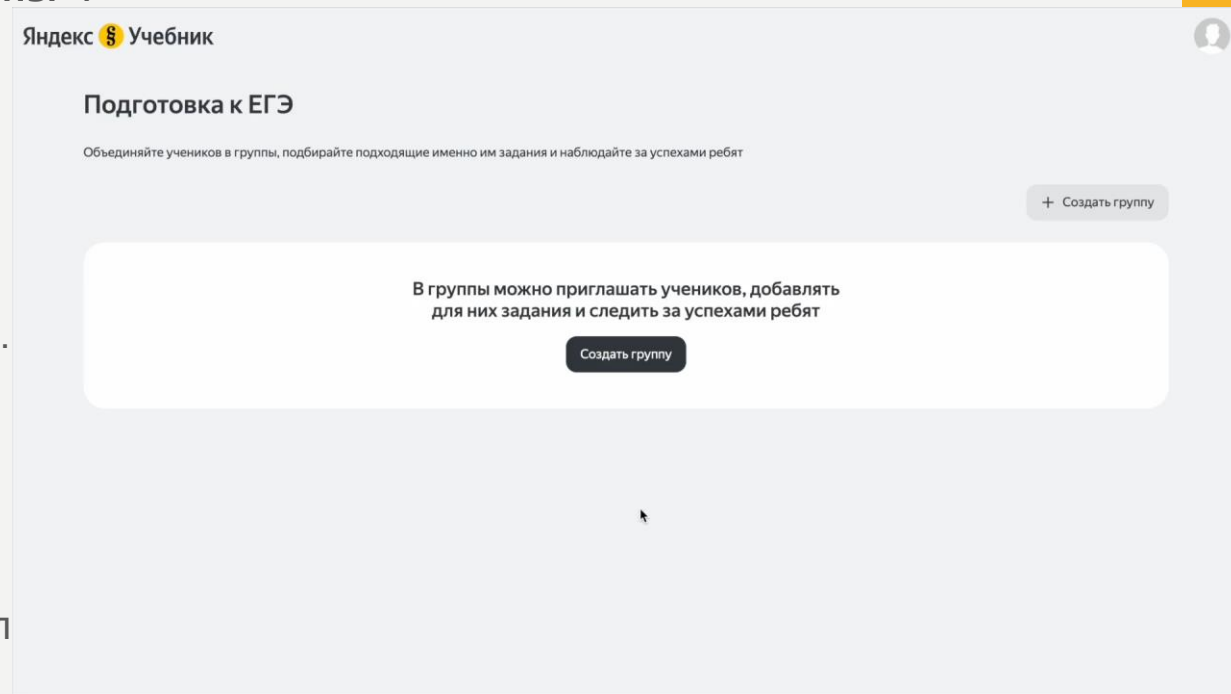 Яндекс § Учебник
Подготовка к ЕГЭ
Объединяйте учеников в группы, подбирайте подходящие именно им задания и наблюдайте за успехами ребят
+ Создать группу
В группы можно приглашать учеников, добавлять
для них задания и следить за успехами ребят
Создать группу